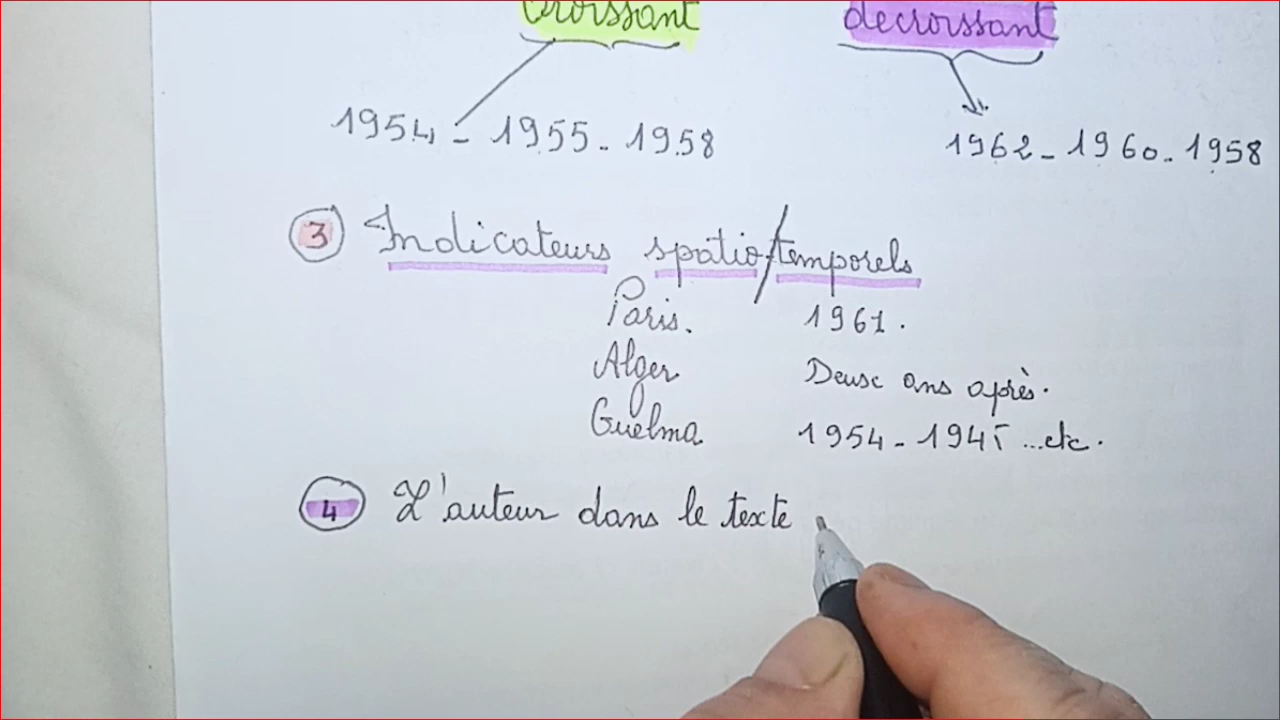 croissant décroissant
1954 - 1955 - 1958 1962 - 1960 - 1958
3 Indicateurs spatio/temporels
Paris. 1961.
Alger Deux ans après.
Guelma 1954 - 1945 ...etc.
4 L'auteur dans le texte